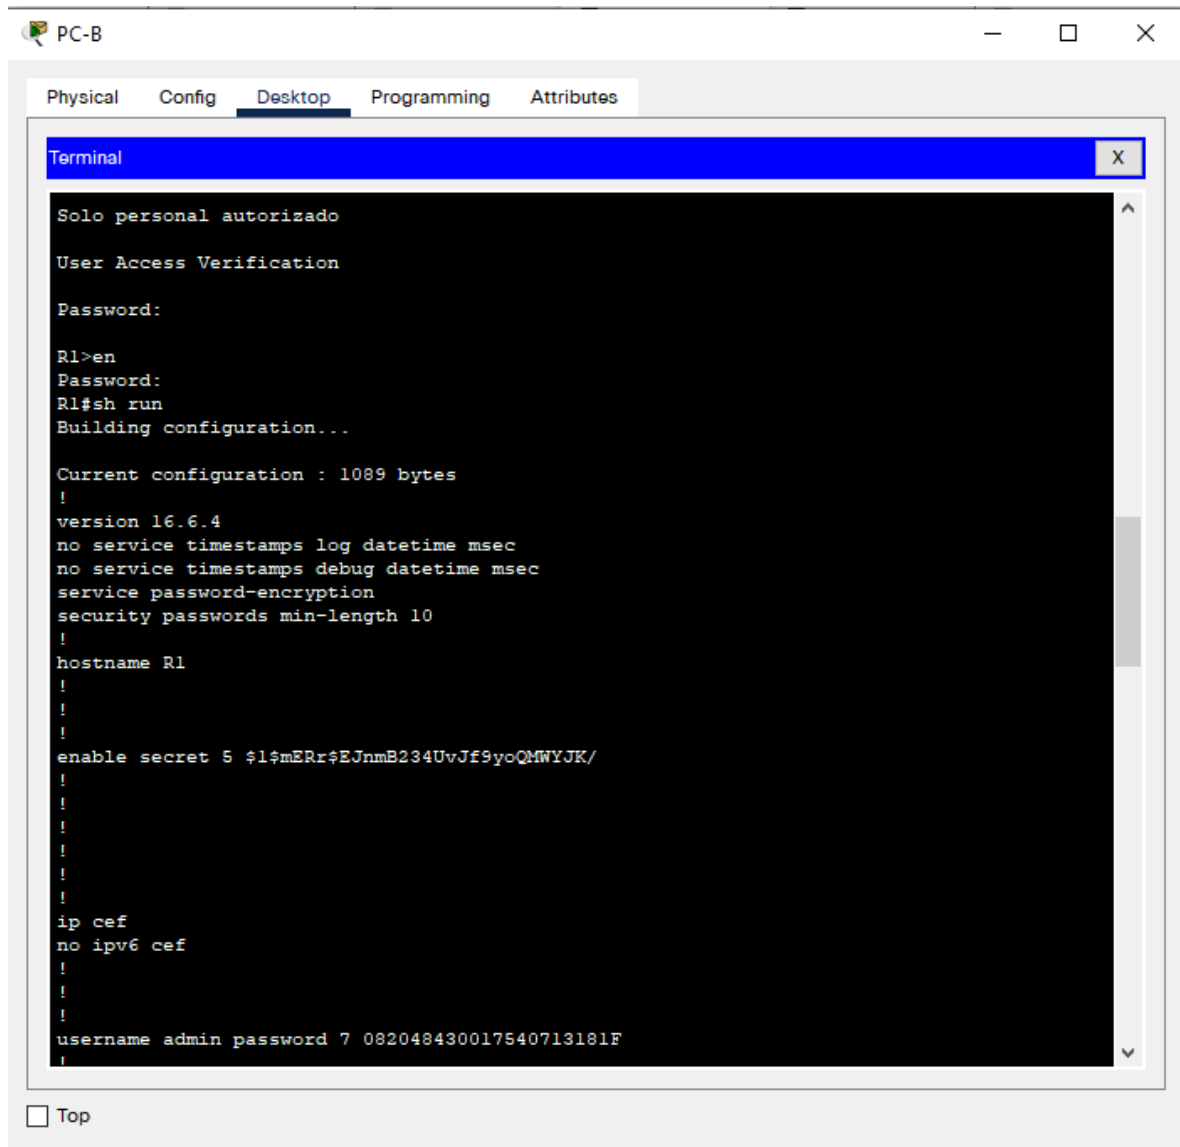 PC-B
Physical Config Desktop Programming Attributes
Terminal X
Solo personal autorizado
User Access Verification
Password:
R1>en
Password:
R1#sh run
Building configuration...
Current configuration : 1089 bytes
!
version 16.6.4
no service timestamps log datetime msec
no service timestamps debug datetime msec
service password-encryption
security passwords min-length 10
!
hostname R1
!
!
!
enable secret 5 $1$mERr$EJnmB234UvJf9yoQMWYJK/
!
!
!
!
!
!
ip cef
no ipv6 cef
!
!
!
username admin password 7 082048430017540713181F
!
Top